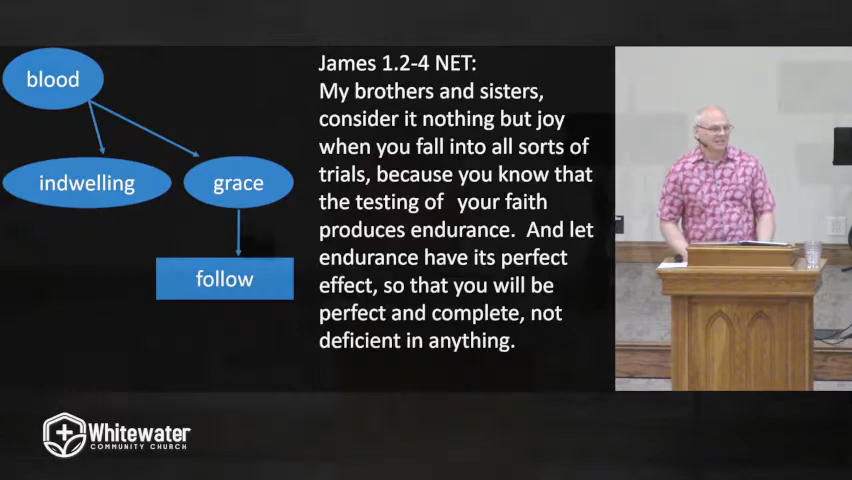 blood
indwelling
grace
follow
James 1.2-4 NET:
My brothers and sisters,
consider it nothing but joy
when you fall into all sorts of
trials, because you know that
the testing of  your faith
produces endurance.  And let
endurance have its perfect
effect, so that you will be
perfect and complete, not
deficient in anything.
Whitewater
COMMUNITY CHURCH